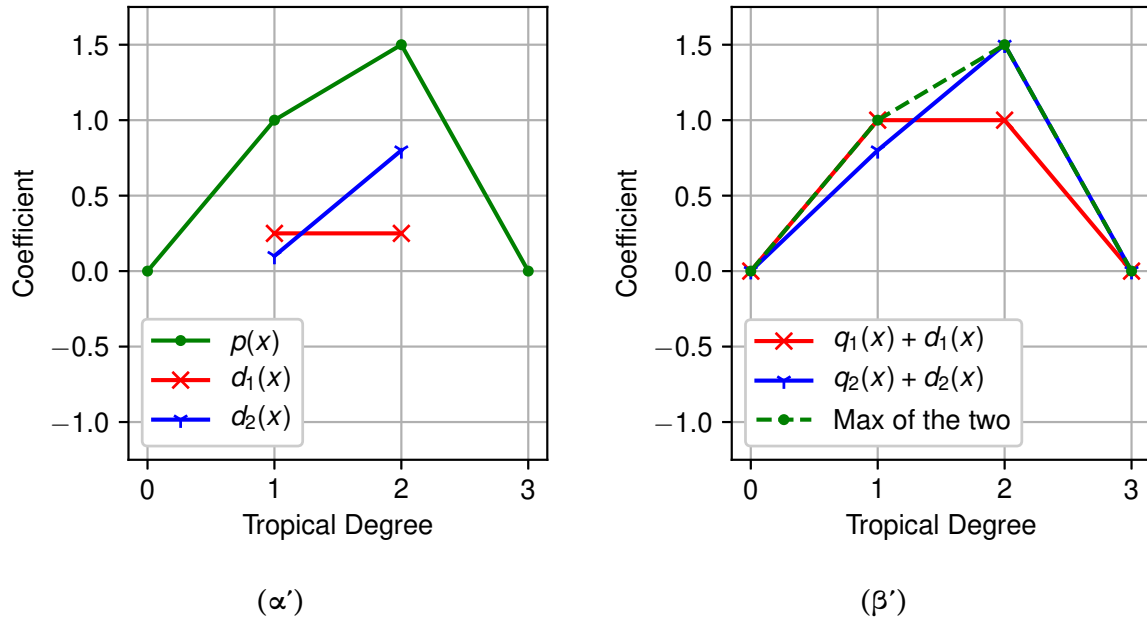 1.5
1.0
0.5
0.0
−0.5
−1.0
Coefficient
p(x)
d₁(x)
d₂(x)
0 1 2 3
Tropical Degree
(α’)
1.5
1.0
0.5
0.0
−0.5
−1.0
Coefficient
q₁(x) + d₁(x)
q₂(x) + d₂(x)
Max of the two
0 1 2 3
Tropical Degree
(β’)